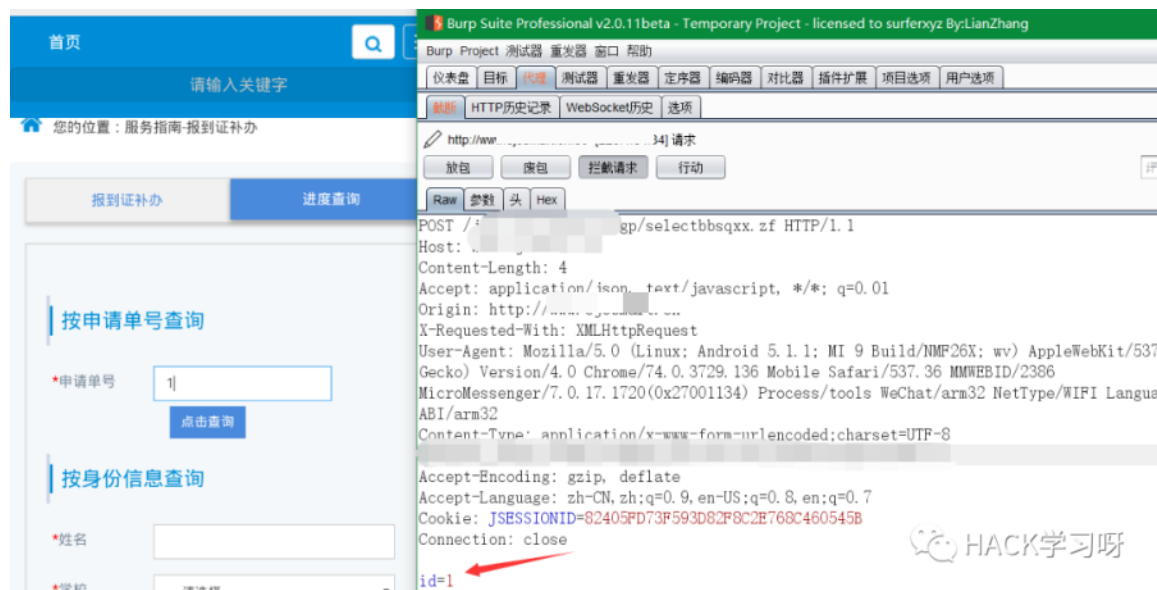 首页
请输入关键字
您的位置：服务指南-报到证补办
报到证补办
进度查询
按申请单号查询
*申请单号
1
点击查询
按身份信息查询
*姓名
Burp Suite Professional v2.0.11beta - Temporary Project - licensed to surferxyz By:LianZhang
Burp Project 测试器 重发器 窗口 帮助
仪表盘 目标 代理 测试器 重发器 定序器 编码器 对比器 插件扩展 项目选项 用户选项
截断 HTTP历史记录 WebSocket历史 选项
34] 请求
放包 废包 拦截请求 行动
Raw 参数 头 Hex
POST gp/selectbbsqxx.zf HTTP/1.1
Host:
Content-Length: 4
Accept: application/json, text/javascript, */*; q=0.01
Origin: http://
X-Requested-With: XMLHttpRequest
User-Agent: Mozilla/5.0 (Linux; Android 5.1.1; MI 9 Build/NMF26X; wv) AppleWebKit/537
Gecko) Version/4.0 Chrome/74.0.3729.136 Mobile Safari/537.36 MMWEBID/2386
MicroMessenger/7.0.17.1720(0x27001134) Process/tools WeChat/arm32 NetType/WIFI Langua
ABI/arm32
Content-Type: application/x-www-form-urlencoded;charset=UTF-8
Accept-Encoding: gzip, deflate
Accept-Language: zh-CN,zh;q=0.9,en-US;q=0.8,en;q=0.7
Cookie: JSESSIONID=82405FD73F593D82F8C2E768C460545B
Connection: close
id=1
HACK学习呀